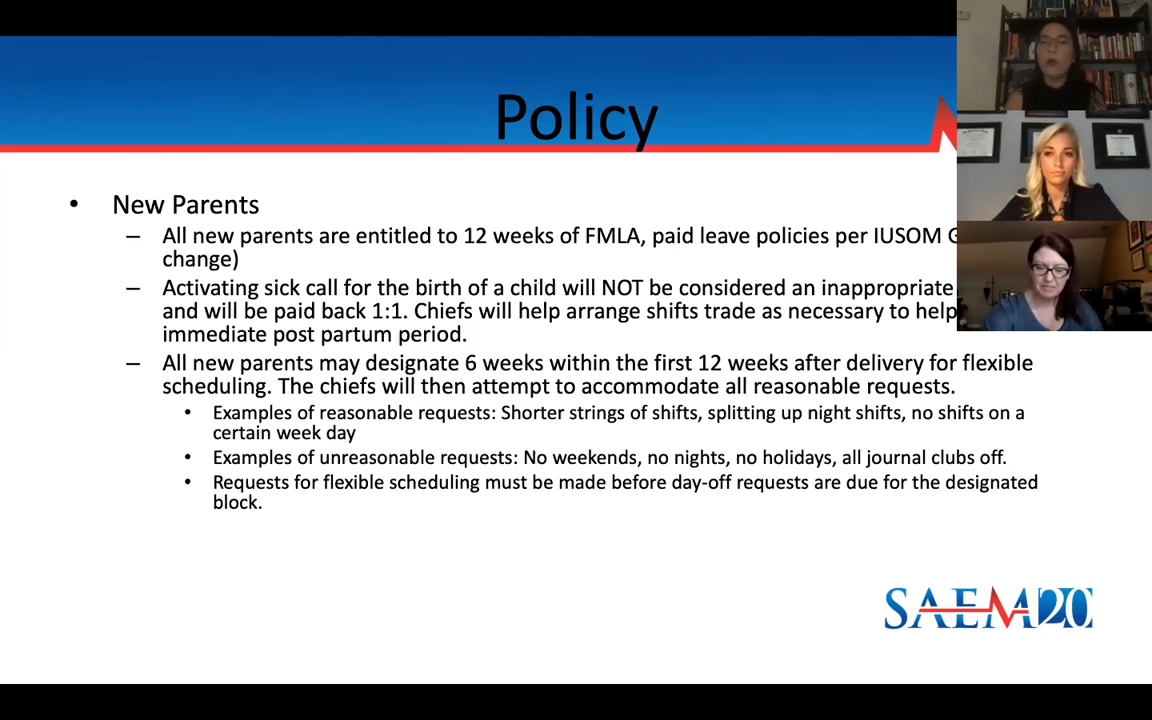 Policy
• New Parents
– All new parents are entitled to 12 weeks of FMLA, paid leave policies per IUSOM
change)
– Activating sick call for the birth of a child will NOT be considered an inappropriate
and will be paid back 1:1. Chiefs will help arrange shifts trade as necessary to help
immediate post partum period.
– All new parents may designate 6 weeks within the first 12 weeks after delivery for flexible
scheduling. The chiefs will then attempt to accommodate all reasonable requests.
• Examples of reasonable requests: Shorter strings of shifts, splitting up night shifts, no shifts on a
certain week day
• Examples of unreasonable requests: No weekends, no nights, no holidays, all journal clubs off.
• Requests for flexible scheduling must be made before day-off requests are due for the designated
block.
SAEM20